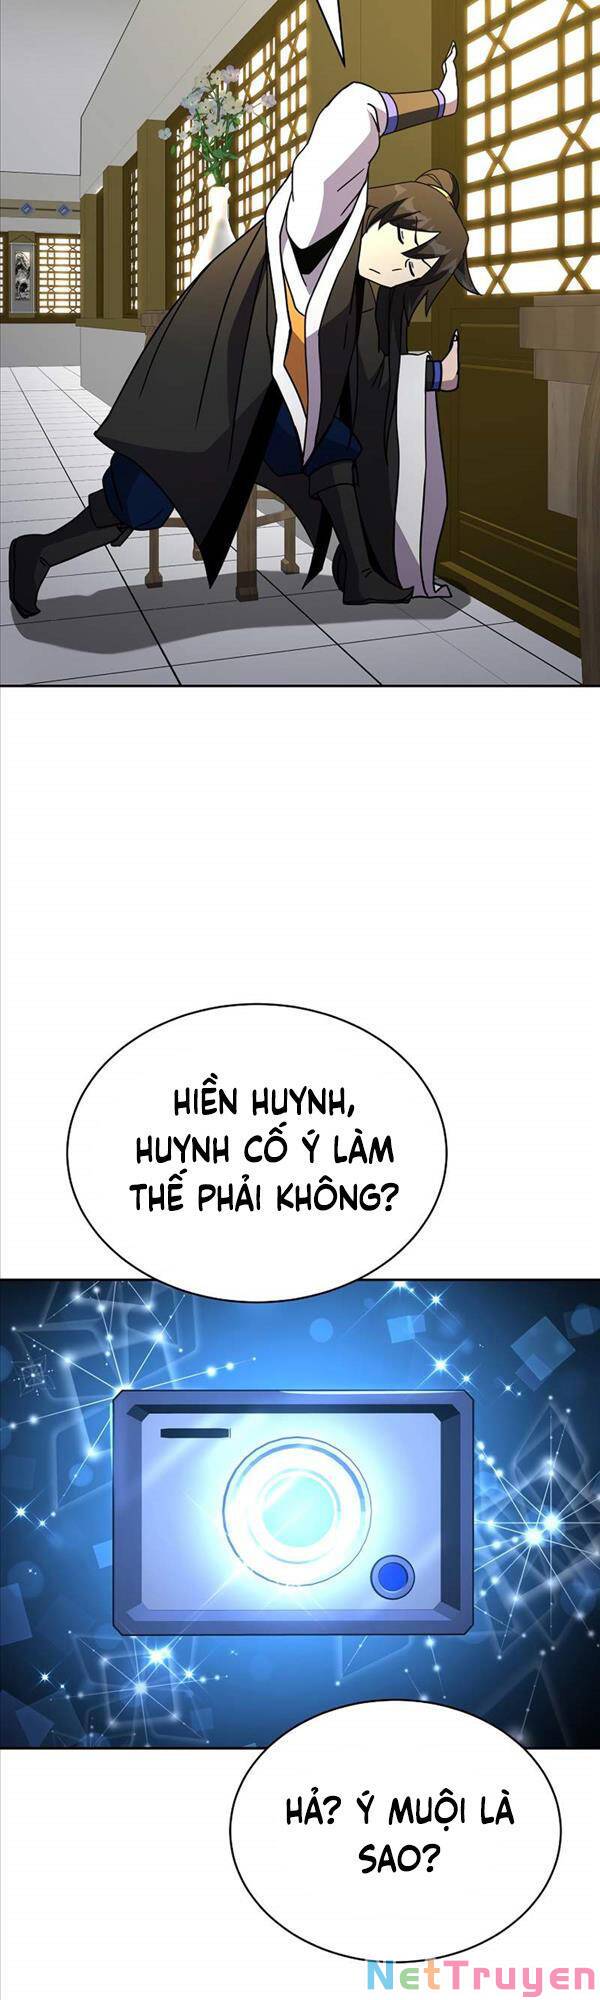 HIỀN HUYNH,
HUYNH CỐ Ý LÀM
THẾ PHẢI KHÔNG?
HẢ? Ý MUỘI LÀ
SAO?
NetTruyen